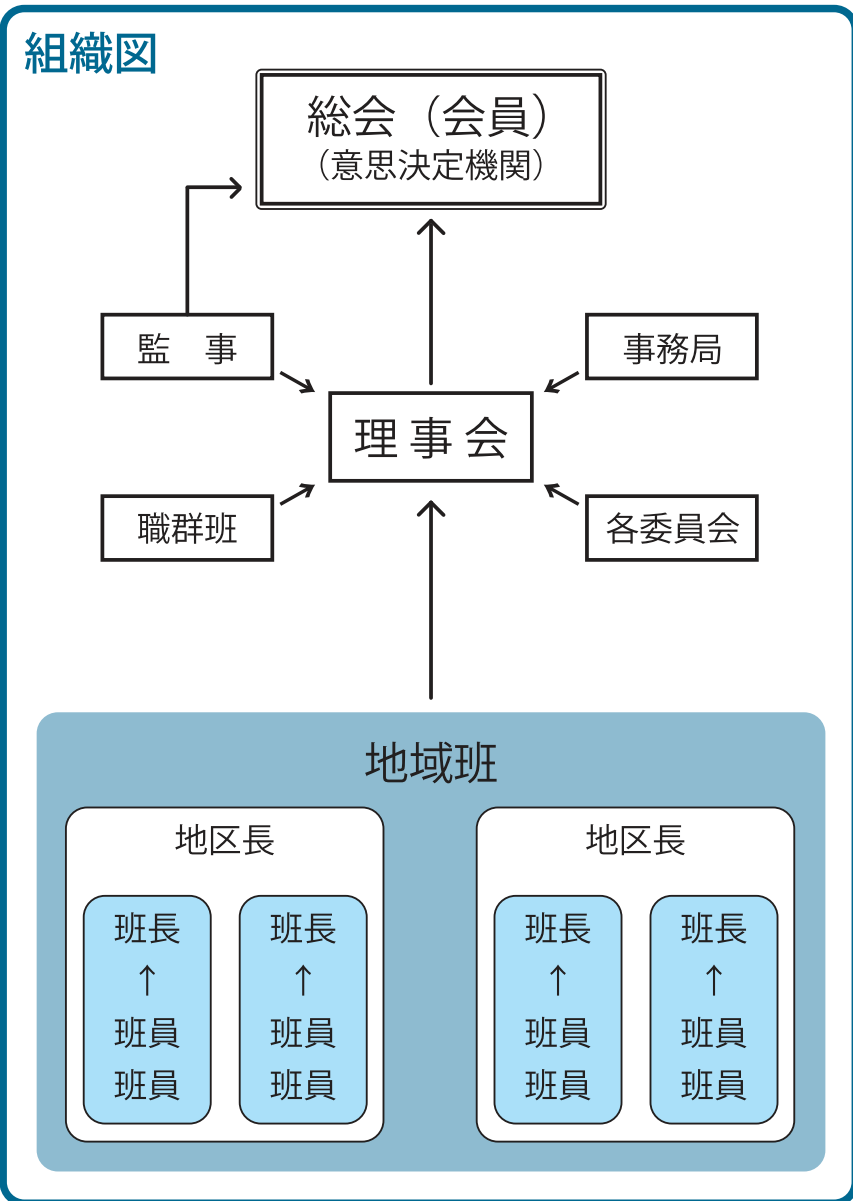 組織図
総会（会員）
（意思決定機関）
監　事
事務局
理事会
職群班
各委員会
地域班
地区長
班長
↑
班員
班員
班長
↑
班員
班員
地区長
班長
↑
班員
班員
班長
↑
班員
班員